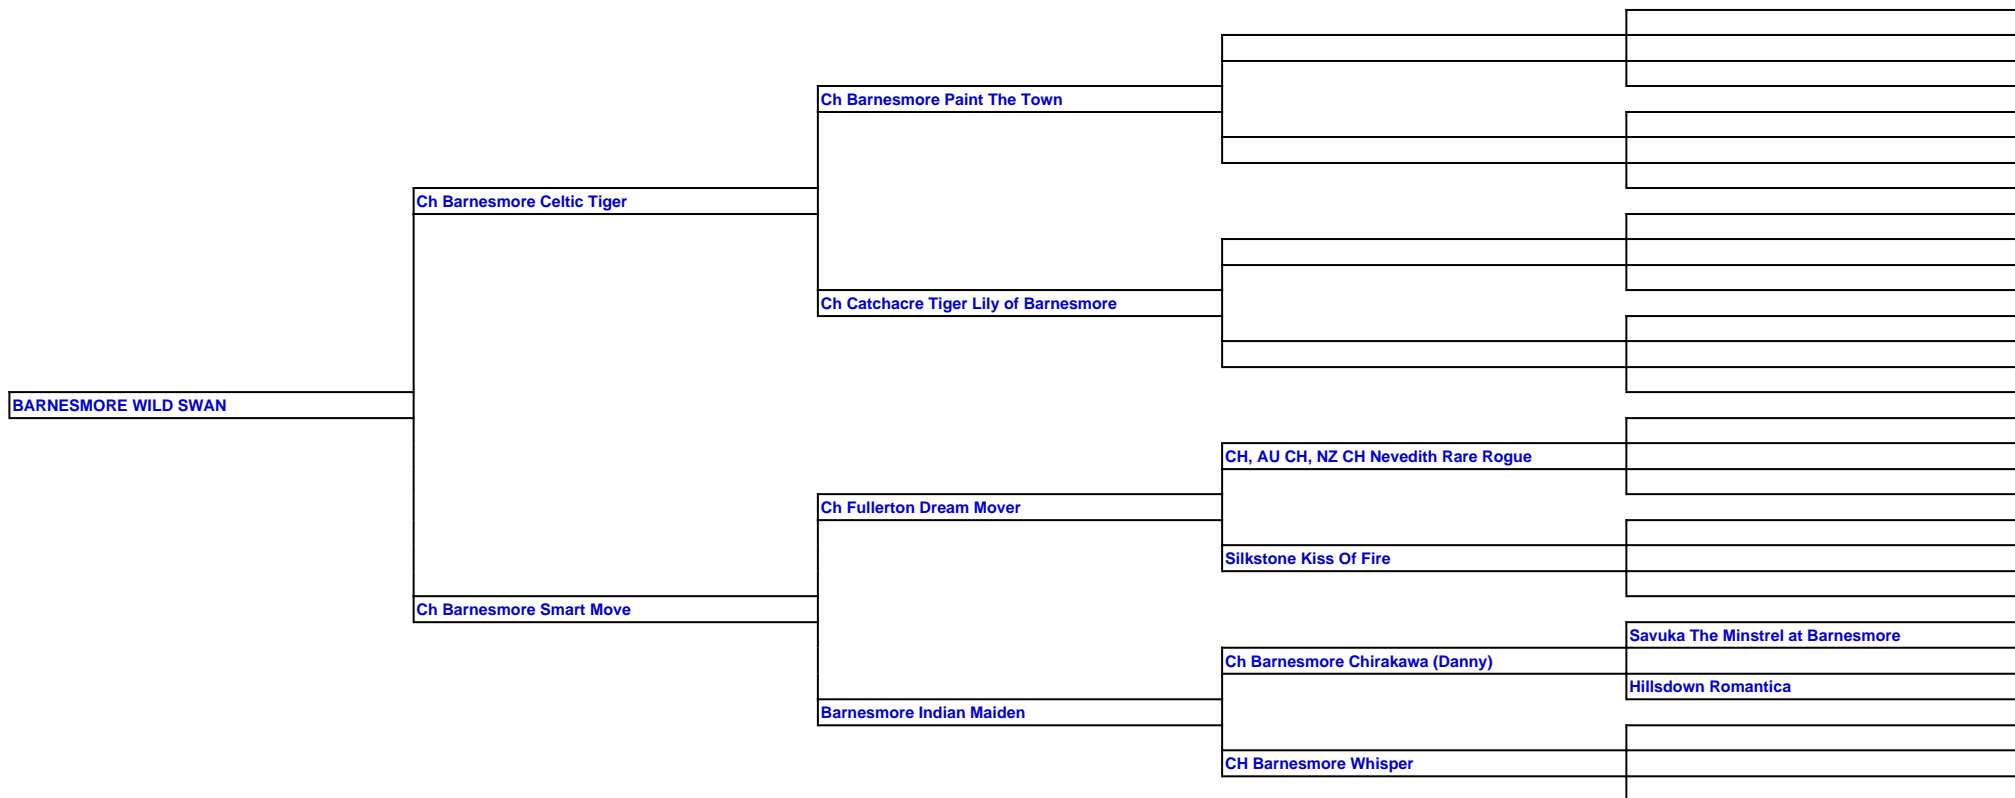 Ch Barnesmore Paint The Town
Ch Barnesmore Celtic Tiger
Ch Catchacre Tiger Lily of Barnesmore
BARNESMORE WILD SWAN
CH, AU CH, NZ CH Nevedith Rare Rogue
Ch Fullerton Dream Mover
Silkstone Kiss Of Fire
Ch Barnesmore Smart Move
Savuka The Minstrel at Barnesmore
Ch Barnesmore Chirakawa (Danny)
Hillsdown Romantica
Barnesmore Indian Maiden
CH Barnesmore Whisper